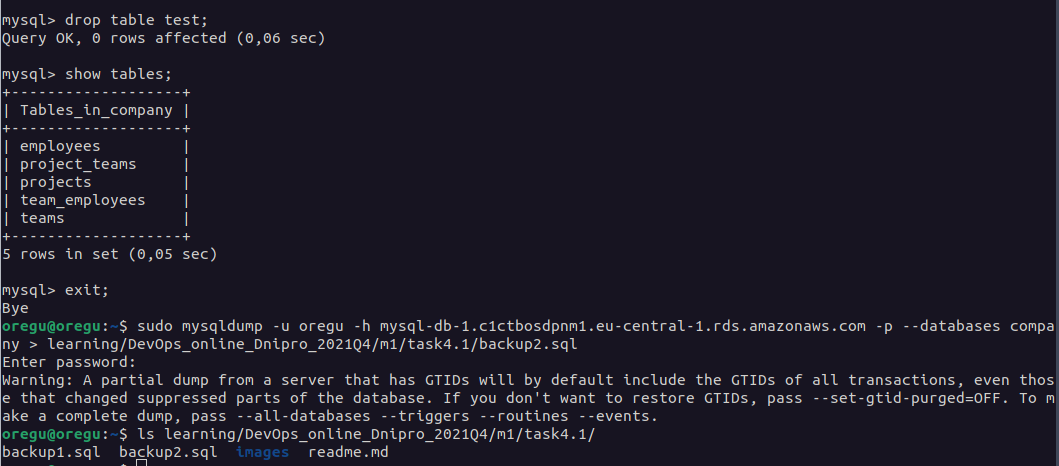 mysql> drop table test;
Query OK, 0 rows affected (0,06 sec)
mysql> show tables;
+-------------------+
| Tables_in_company |
+-------------------+
| employees         |
| project_teams     |
| projects          |
| team_employees    |
| teams             |
+-------------------+
5 rows in set (0,05 sec)
mysql> exit;
Bye
oregu@oregu:~$ sudo mysqldump -u oregu -h mysql-db-1.c1ctbosdpnm1.eu-central-1.rds.amazonaws.com -p --databases compa
ny > learning/DevOps_online_Dnipro_2021Q4/m1/task4.1/backup2.sql
Enter password:
Warning: A partial dump from a server that has GTIDs will by default include the GTIDs of all transactions, even thos
e that changed suppressed parts of the database. If you don't want to restore GTIDs, pass --set-gtid-purged=OFF. To m
ake a complete dump, pass --all-databases --triggers --routines --events.
oregu@oregu:~$ ls learning/DevOps_online_Dnipro_2021Q4/m1/task4.1/
backup1.sql  backup2.sql  images  readme.md